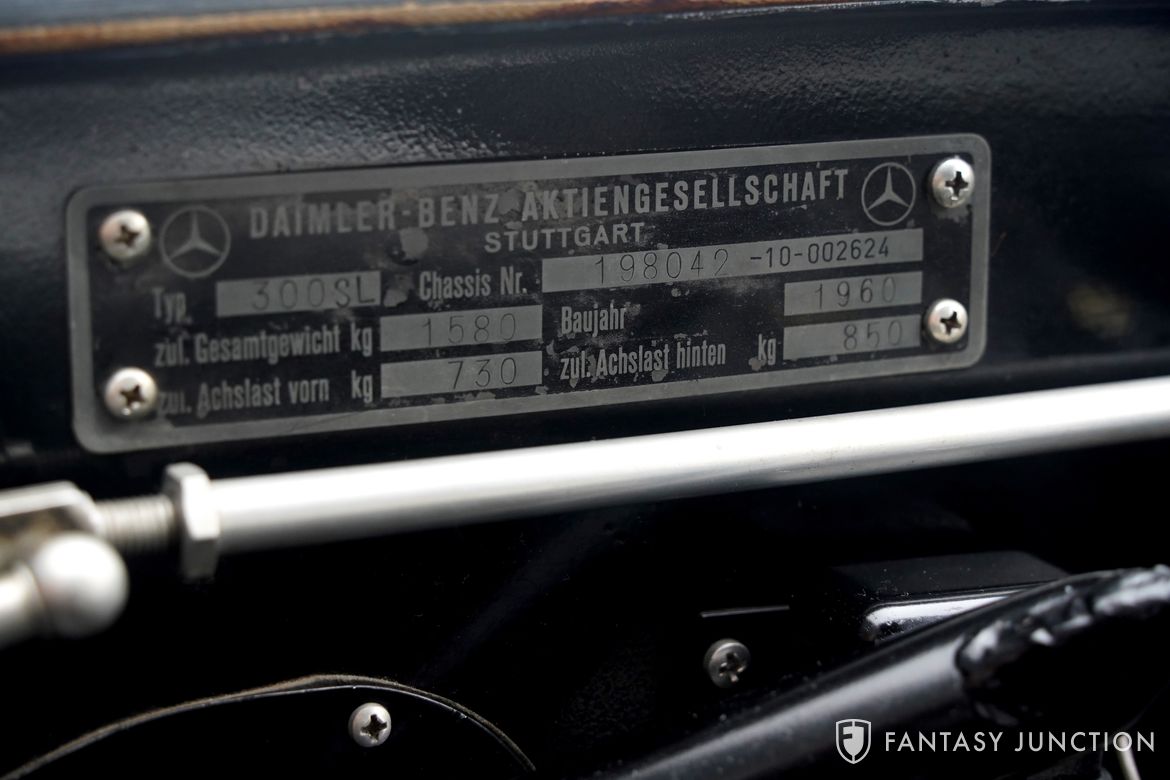 DAIMLER-BENZ AKTIENGESELLSCHAFT
STUTTGART
Typ 300SL Chassis Nr. 198042 -10-002624
zul. Gesamtgewicht kg 1580 Baujahr 1960
zul. Achslast vorn kg 730 zul. Achslast hinten kg 850
FANTASY JUNCTION